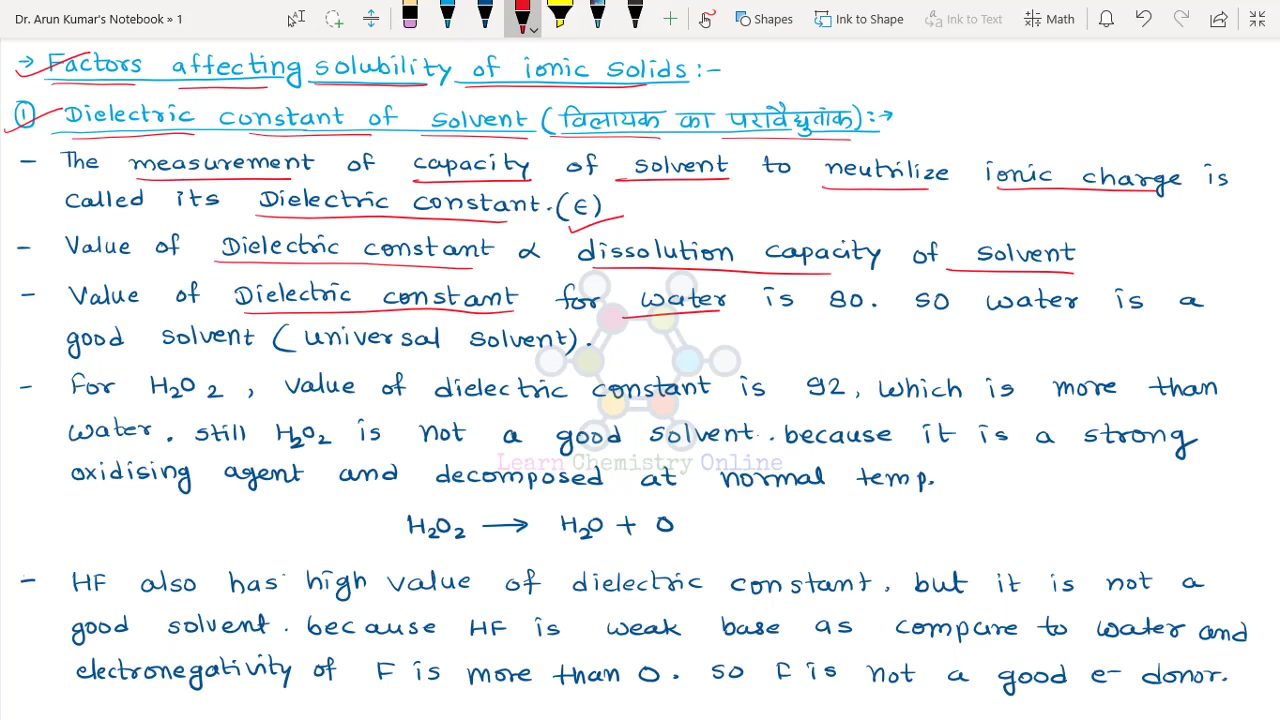 Dr. Arun Kumar's Notebook » 1
Shapes
Ink to Shape
Ink to Text
Math
→ Factors affecting solubility of ionic solids:-
① Dielectric constant of solvent (विलायक का परावैद्युतांक):→
- The measurement of capacity of solvent to neutrilize ionic charge is
called its Dielectric constant. (ϵ)
- Value of Dielectric constant ∝ dissolution capacity of solvent
- Value of Dielectric constant for water is 80. so water is a
good solvent (universal solvent).
- For H₂O₂, value of dielectric constant is 92, which is more than
water. still H₂O₂ is not a good solvent. because it is a strong
oxidising agent and decomposed at normal temp.
Learn Chemistry Online
H₂O₂ ⟶ H₂O + O
- HF also has high value of dielectric constant, but it is not a
good solvent. because HF is weak base as compare to water and
electronegativity of F is more than O. so F is not a good e- donor.